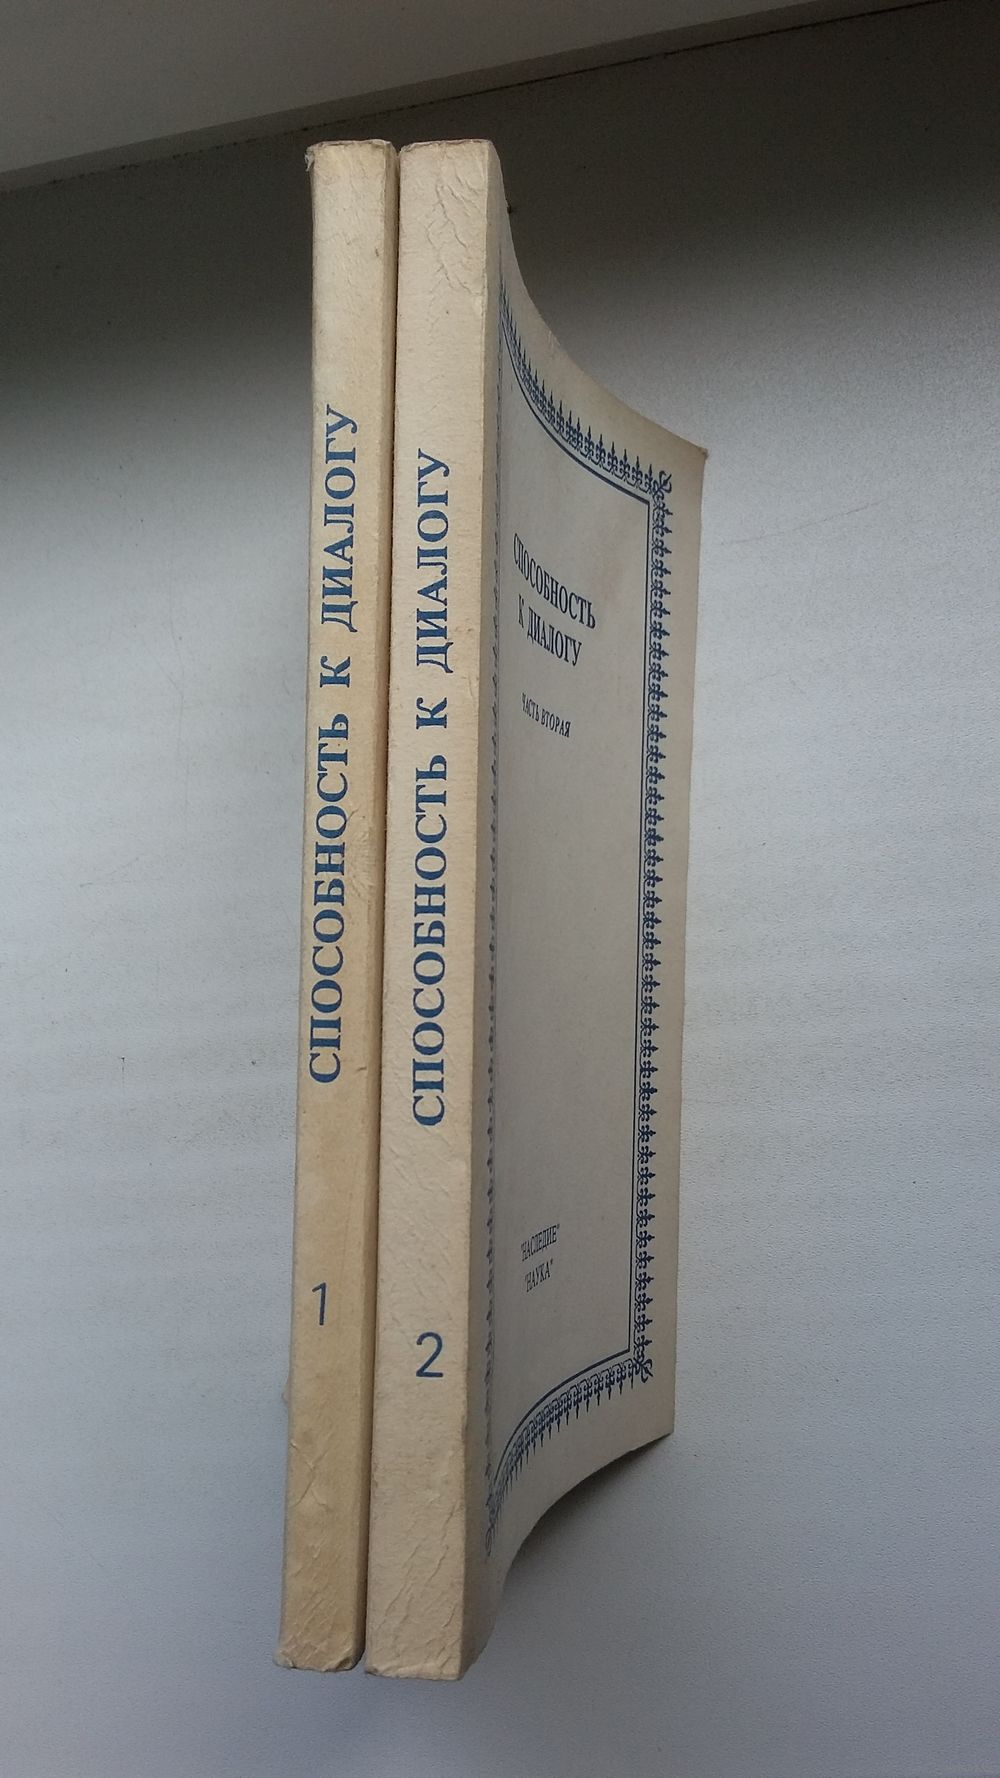 СПОСОБНОСТЬ К ДИАЛОГУ
1
СПОСОБНОСТЬ К ДИАЛОГУ
2
СПОСОБНОСТЬ
К ДИАЛОГУ
ЧАСТЬ ВТОРАЯ
"НАСЛЕДИЕ"
"НАУКА"